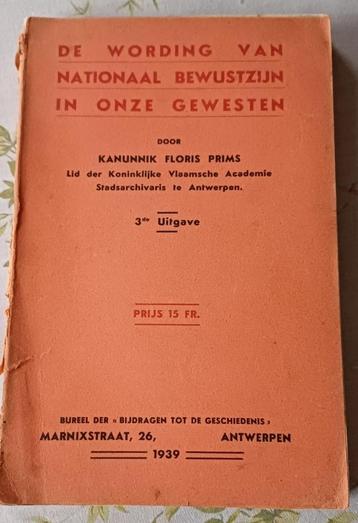 DE WORDING VAN
NATIONAAL BEWUSTZIJN
IN ONZE GEWESTEN
DOOR
KANUNNIK FLORIS PRIMS
Lid der Koninklijke Vlaamsche Academie
Stadsarchivaris te Antwerpen.
3de Uitgave
PRIJS 15 FR.
BUREEL DER « BIJDRAGEN TOT DE GESCHIEDENIS »
MARNIXSTRAAT, 26, ANTWERPEN
1939